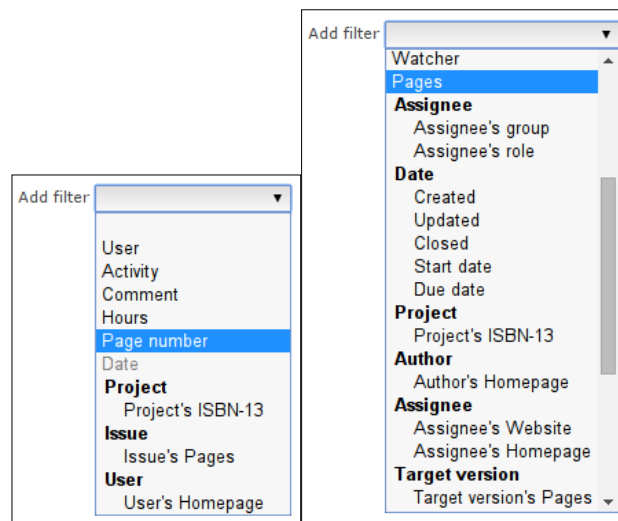 Add filter
User
Activity
Comment
Hours
Page number
Date
Project
Project's ISBN-13
Issue
Issue's Pages
User
User's Homepage
Add filter
Watcher
Pages
Assignee
Assignee's group
Assignee's role
Date
Created
Updated
Closed
Start date
Due date
Project
Project's ISBN-13
Author
Author's Homepage
Assignee
Assignee's Website
Assignee's Homepage
Target version
Target version's Pages